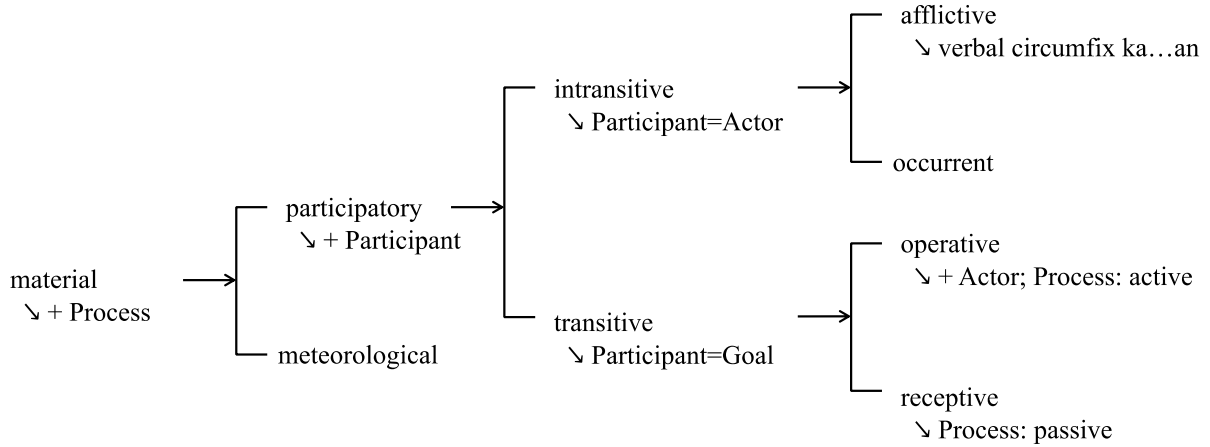 afflictive
↘ verbal circumfix ka…an
intransitive
↘ Participant=Actor
occurrent
participatory
↘ + Participant
operative
↘ + Actor; Process: active
material
↘ + Process
transitive
↘ Participant=Goal
meteorological
receptive
↘ Process: passive